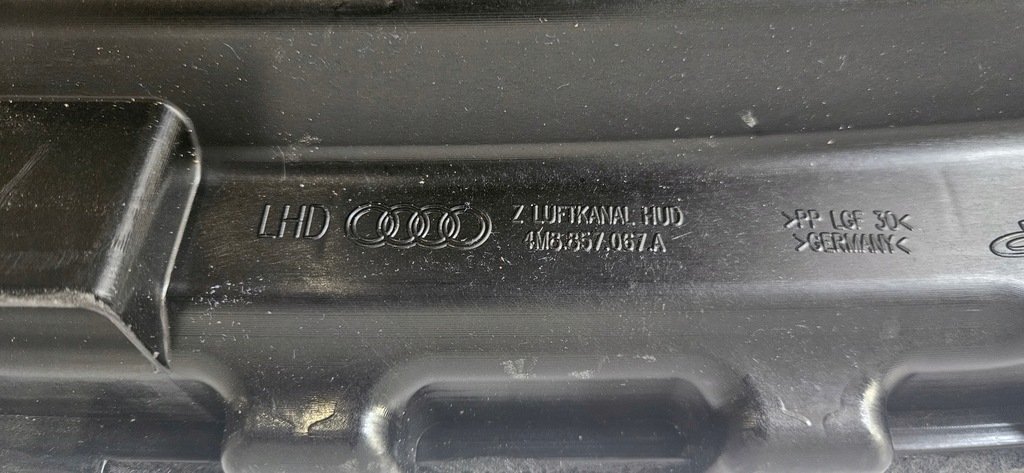 LHD
Z LUFTKANAL HUD
4M8.857.067.A
>PP LGF 30<
>GERMANY<